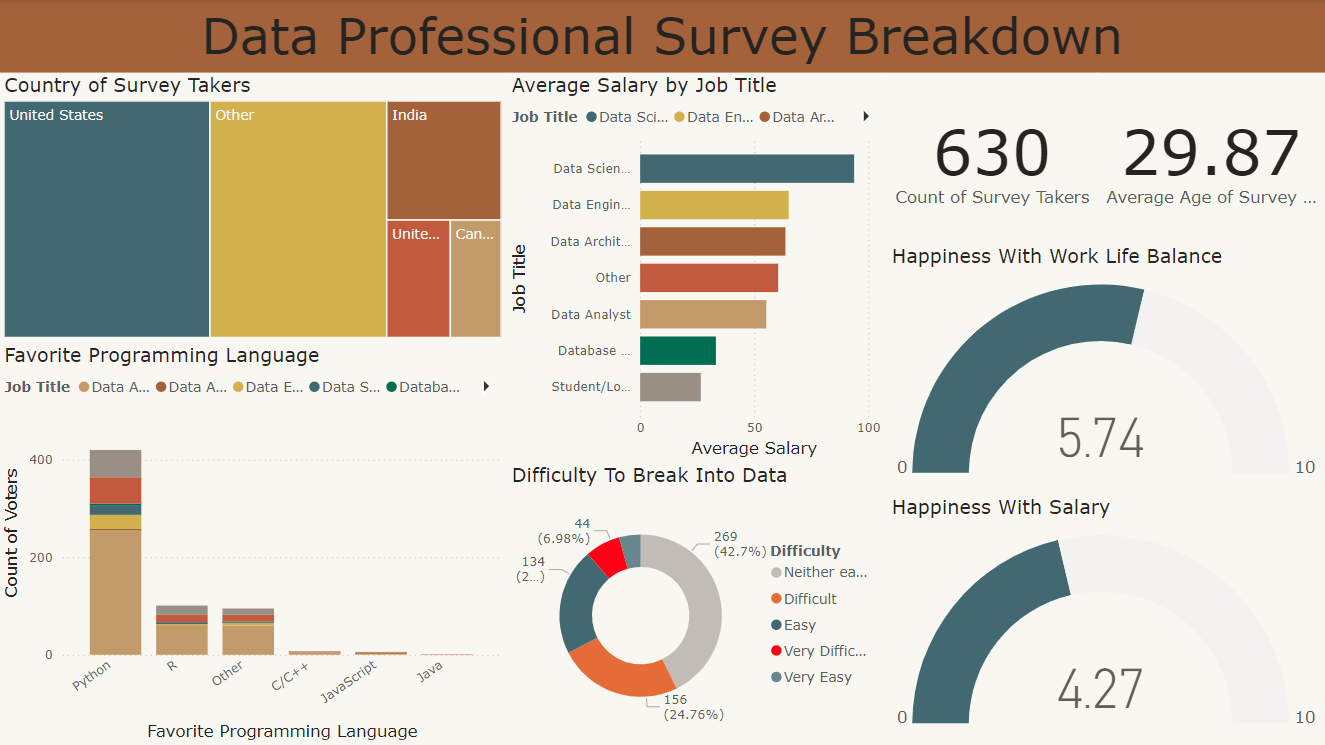 Data Professional Survey Breakdown
Country of Survey Takers
United States
Other
India
Unite...
Can...
Favorite Programming Language
Job Title
Data A...
Data A...
Data E...
Data S...
Databa...
Count of Voters
400
200
0
Python
R
Other
C/C++
JavaScript
Java
Favorite Programming Language
Average Salary by Job Title
Job Title
Data Sci...
Data En...
Data Ar...
Job Title
Data Scien...
Data Engin...
Data Archit...
Other
Data Analyst
Database ...
Student/Lo...
0
50
100
Average Salary
Difficulty To Break Into Data
44
(6.98%)
269
(42.7%)
134
(2...)
156
(24.76%)
Difficulty
Neither ea...
Difficult
Easy
Very Diffic...
Very Easy
630
Count of Survey Takers
29.87
Average Age of Survey ...
Happiness With Work Life Balance
5.74
0
10
Happiness With Salary
4.27
0
10